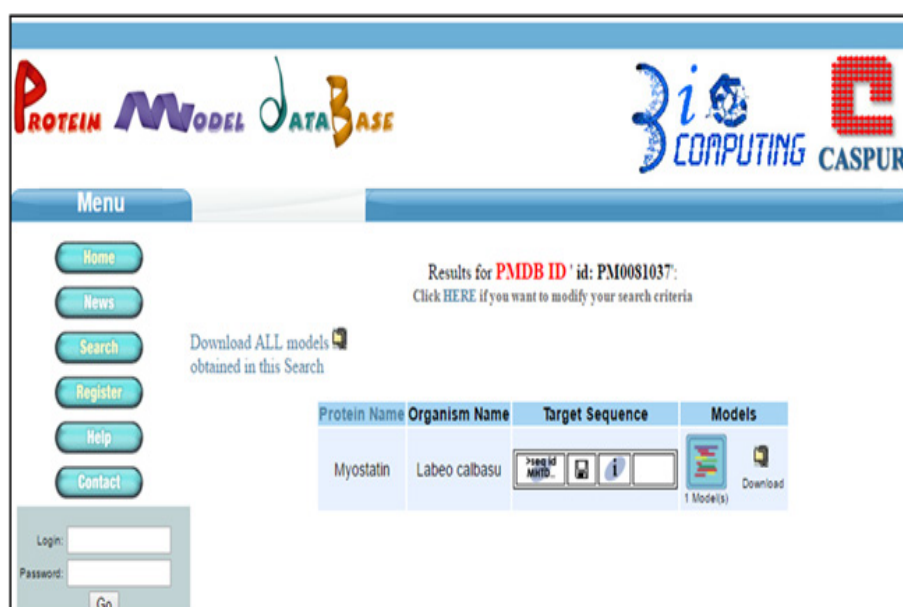 PROTEIN MODEL DATABASE
BiO COMPUTING
CASPUR
Menu
Home
News
Search
Register
Help
Contact
Login:
Password:
Go
Results for PMDB ID ' id: PM0081037':
Click HERE if you want to modify your search criteria
Download ALL models
obtained in this Search
Protein Name Organism Name Target Sequence Models
Myostatin Labeo calbasu >seq id i
MHTD...
1 Model(s) Download